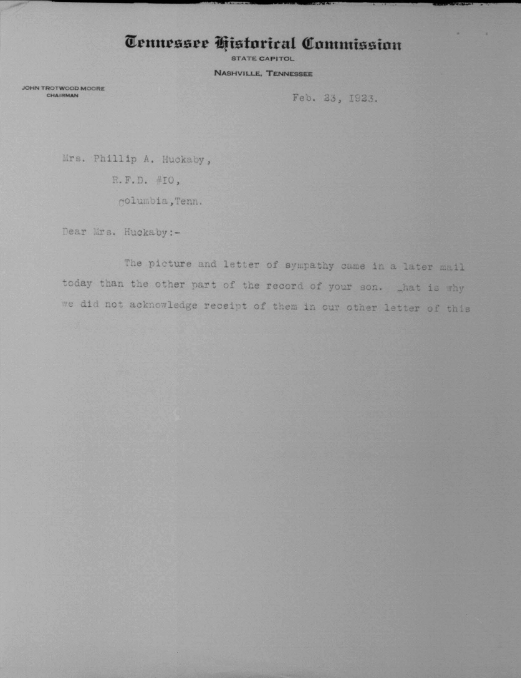 Tennessee Historical Commission
STATE CAPITOL
NASHVILLE, TENNESSEE
JOHN TROTWOOD MOORE
CHAIRMAN
Feb. 23, 1923.
Mrs. Phillip A. Huckaby,
R.F.D. #10,
Columbia,Tenn.
Dear Mrs. Huckaby:-
The picture and letter of sympathy came in a later mail
today than the other part of the record of your son. That is why
we did not acknowledge receipt of them in our other letter of this